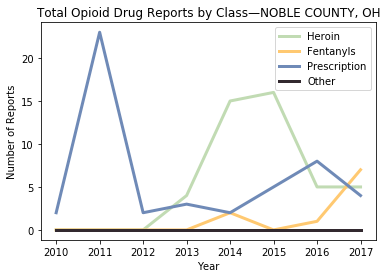 Total Opioid Drug Reports by Class—NOBLE COUNTY, OH
Heroin
Fentanyls
Prescription
Other
Number of Reports
20
15
10
5
0
2010 2011 2012 2013 2014 2015 2016 2017
Year